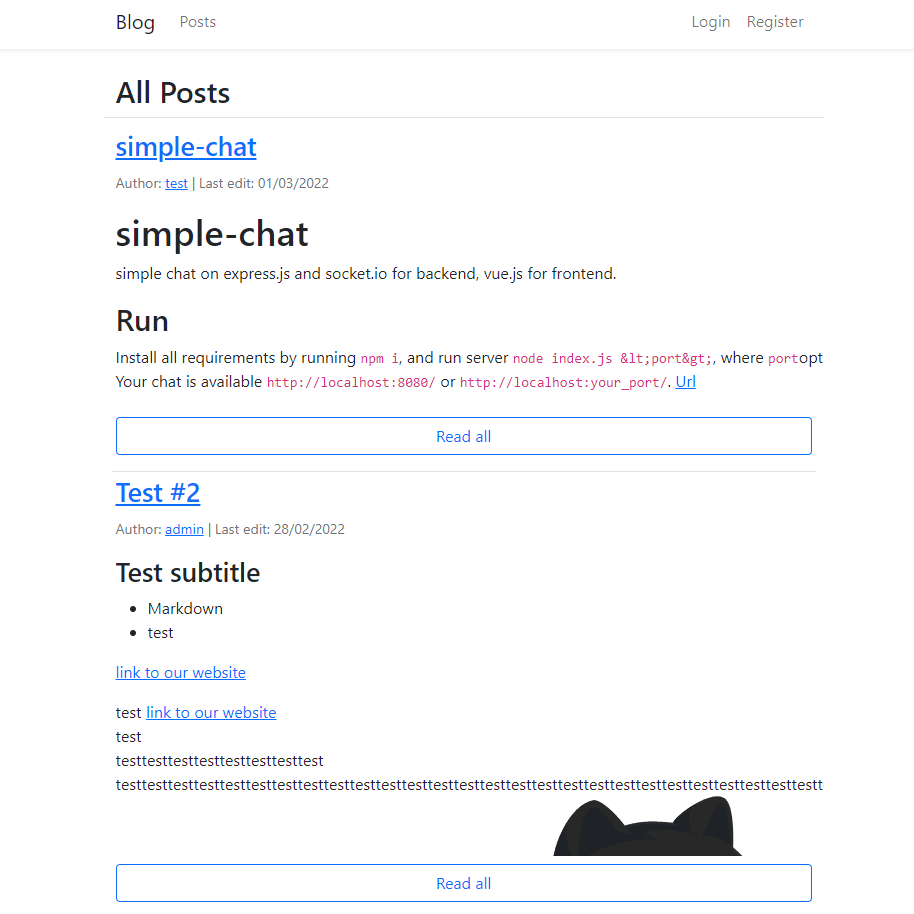 Blog Posts Login Register
All Posts
simple-chat
Author: test | Last edit: 01/03/2022
simple-chat
simple chat on express.js and socket.io for backend, vue.js for frontend.
Run
Install all requirements by running npm i, and run server node index.js &lt;port&gt;, where portopt
Your chat is available http://localhost:8080/ or http://localhost:your_port/. Url
Read all
Test #2
Author: admin | Last edit: 28/02/2022
Test subtitle
• Markdown
• test
link to our website
test link to our website
test
testtesttesttesttesttesttesttest
testtesttesttesttesttesttesttesttesttesttesttesttesttesttesttesttesttesttesttesttesttesttesttesttesttesttestt
Read all